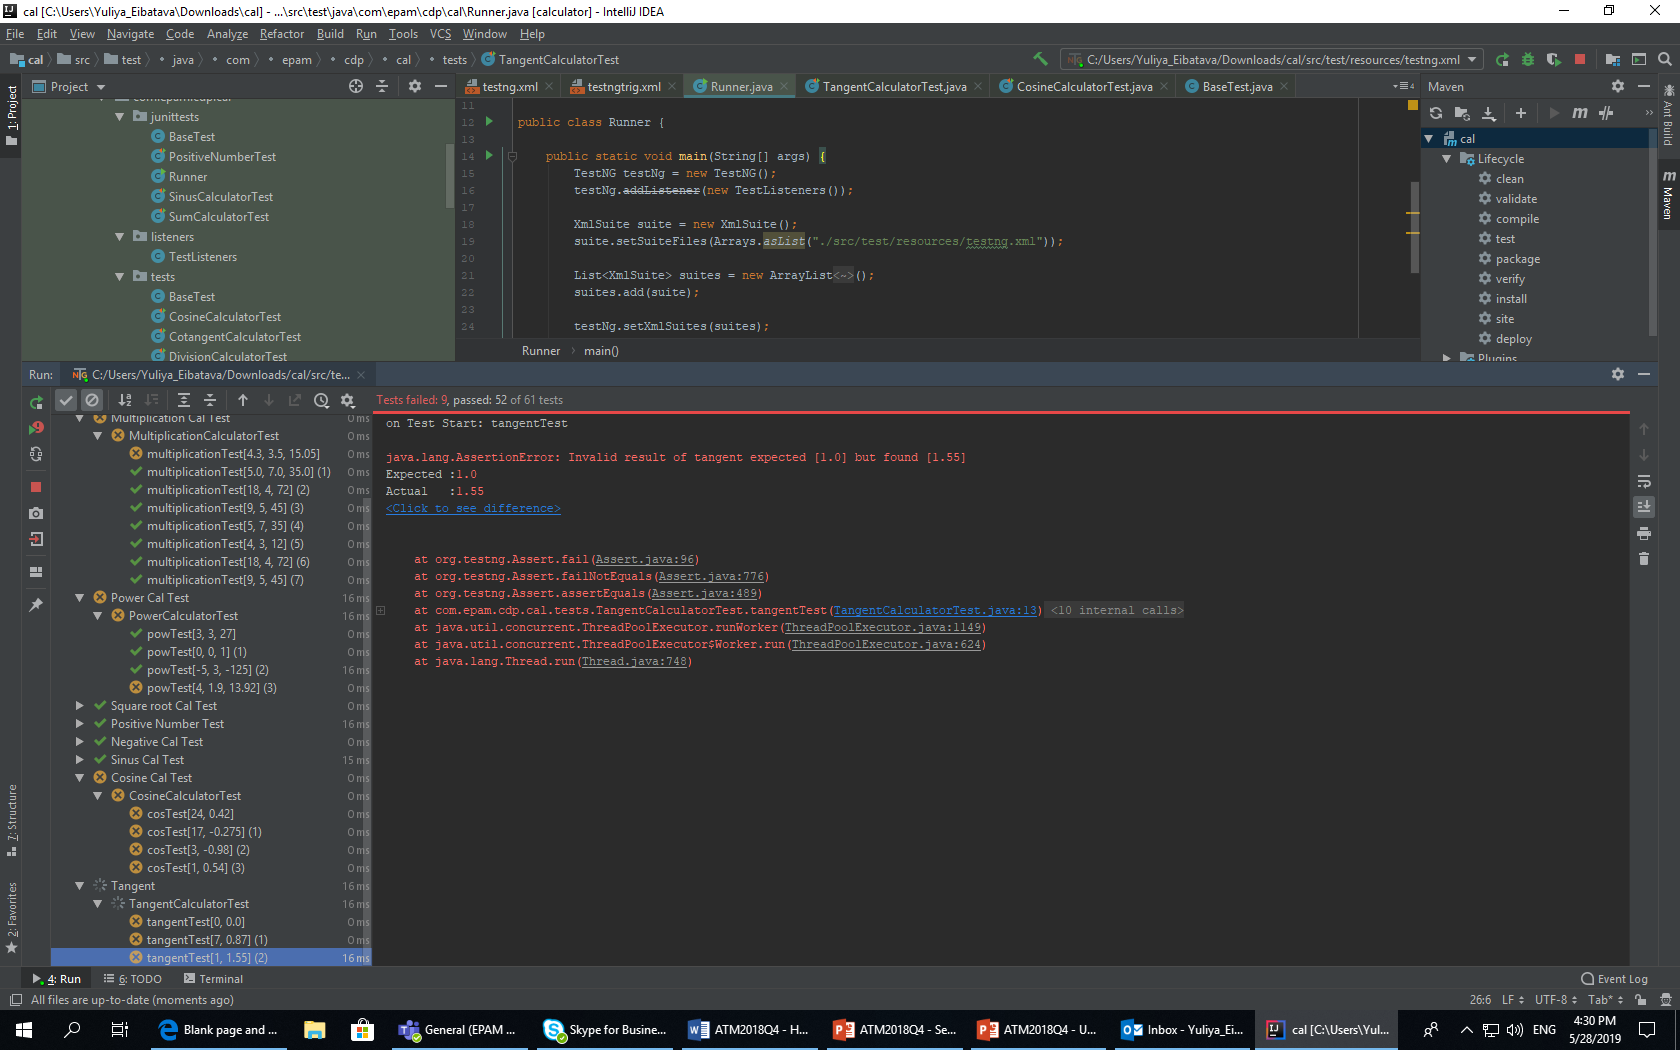 cal [C:\Users\Yuliya_Eibatava\Downloads\cal] - ...\src\test\java\com\epam\cdp\cal\Runner.java [calculator] - IntelliJ IDEA
File Edit View Navigate Code Analyze Refactor Build Run Tools VCS Window Help
cal src test java com epam cdp cal tests TangentCalculatorTest
C:/Users/Yuliya_Eibatava/Downloads/cal/src/test/resources/testng.xml
1: Project
Project
junittests
BaseTest
PositiveNumberTest
Runner
SinusCalculatorTest
SumCalculatorTest
listeners
TestListeners
tests
BaseTest
CosineCalculatorTest
CotangentCalculatorTest
DivisionCalculatorTest
testng.xml testngtrig.xml Runner.java TangentCalculatorTest.java CosineCalculatorTest.java BaseTest.java
11
12 public class Runner {
13
14 public static void main(String[] args) {
15 TestNG testNg = new TestNG();
16 testNg.addListener(new TestListeners());
17
18 XmlSuite suite = new XmlSuite();
19 suite.setSuiteFiles(Arrays.asList("./src/test/resources/testng.xml"));
20
21 List<XmlSuite> suites = new ArrayList<~>();
22 suites.add(suite);
23
24 testNg.setXmlSuites(suites);
Runner main()
Maven
cal
Lifecycle
clean
validate
compile
test
package
verify
install
site
deploy
Plugins
Ant Build
Maven
Run: C:/Users/Yuliya_Eibatava/Downloads/cal/src/te...
Tests failed: 9, passed: 52 of 61 tests
Multiplication Cal Test 0 ms
MultiplicationCalculatorTest 0 ms
multiplicationTest[4.3, 3.5, 15.05] 0 ms
multiplicationTest[5.0, 7.0, 35.0] (1) 0 ms
multiplicationTest[18, 4, 72] (2) 0 ms
multiplicationTest[9, 5, 45] (3) 0 ms
multiplicationTest[5, 7, 35] (4) 0 ms
multiplicationTest[4, 3, 12] (5) 0 ms
multiplicationTest[18, 4, 72] (6) 0 ms
multiplicationTest[9, 5, 45] (7) 0 ms
Power Cal Test 16 ms
PowerCalculatorTest 16 ms
powTest[3, 3, 27] 0 ms
powTest[0, 0, 1] (1) 0 ms
powTest[-5, 3, -125] (2) 16 ms
powTest[4, 1.9, 13.92] (3) 0 ms
Square root Cal Test 0 ms
Positive Number Test 16 ms
Negative Cal Test 0 ms
Sinus Cal Test 15 ms
Cosine Cal Test 0 ms
CosineCalculatorTest 0 ms
cosTest[24, 0.42] 0 ms
cosTest[17, -0.275] (1) 0 ms
cosTest[3, -0.98] (2) 0 ms
cosTest[1, 0.54] (3) 0 ms
Tangent 16 ms
TangentCalculatorTest 16 ms
tangentTest[0, 0.0] 0 ms
tangentTest[7, 0.87] (1) 0 ms
tangentTest[1, 1.55] (2) 16 ms
on Test Start: tangentTest
java.lang.AssertionError: Invalid result of tangent expected [1.0] but found [1.55]
Expected :1.0
Actual :1.55
<Click to see difference>
at org.testng.Assert.fail(Assert.java:96)
at org.testng.Assert.failNotEquals(Assert.java:776)
at org.testng.Assert.assertEquals(Assert.java:489)
at com.epam.cdp.cal.tests.TangentCalculatorTest.tangentTest(TangentCalculatorTest.java:13) <10 internal calls>
at java.util.concurrent.ThreadPoolExecutor.runWorker(ThreadPoolExecutor.java:1149)
at java.util.concurrent.ThreadPoolExecutor$Worker.run(ThreadPoolExecutor.java:624)
at java.lang.Thread.run(Thread.java:748)
7: Structure
2: Favorites
4: Run 6: TODO Terminal Event Log
All files are up-to-date (moments ago) 26:6 LF UTF-8 Tab*
Blank page and ... General (EPAM ... Skype for Busine... ATM2018Q4 - H... ATM2018Q4 - Se... ATM2018Q4 - U... Inbox - Yuliya_Ei... cal [C:\Users\Yul... ENG 4:30 PM
5/28/2019